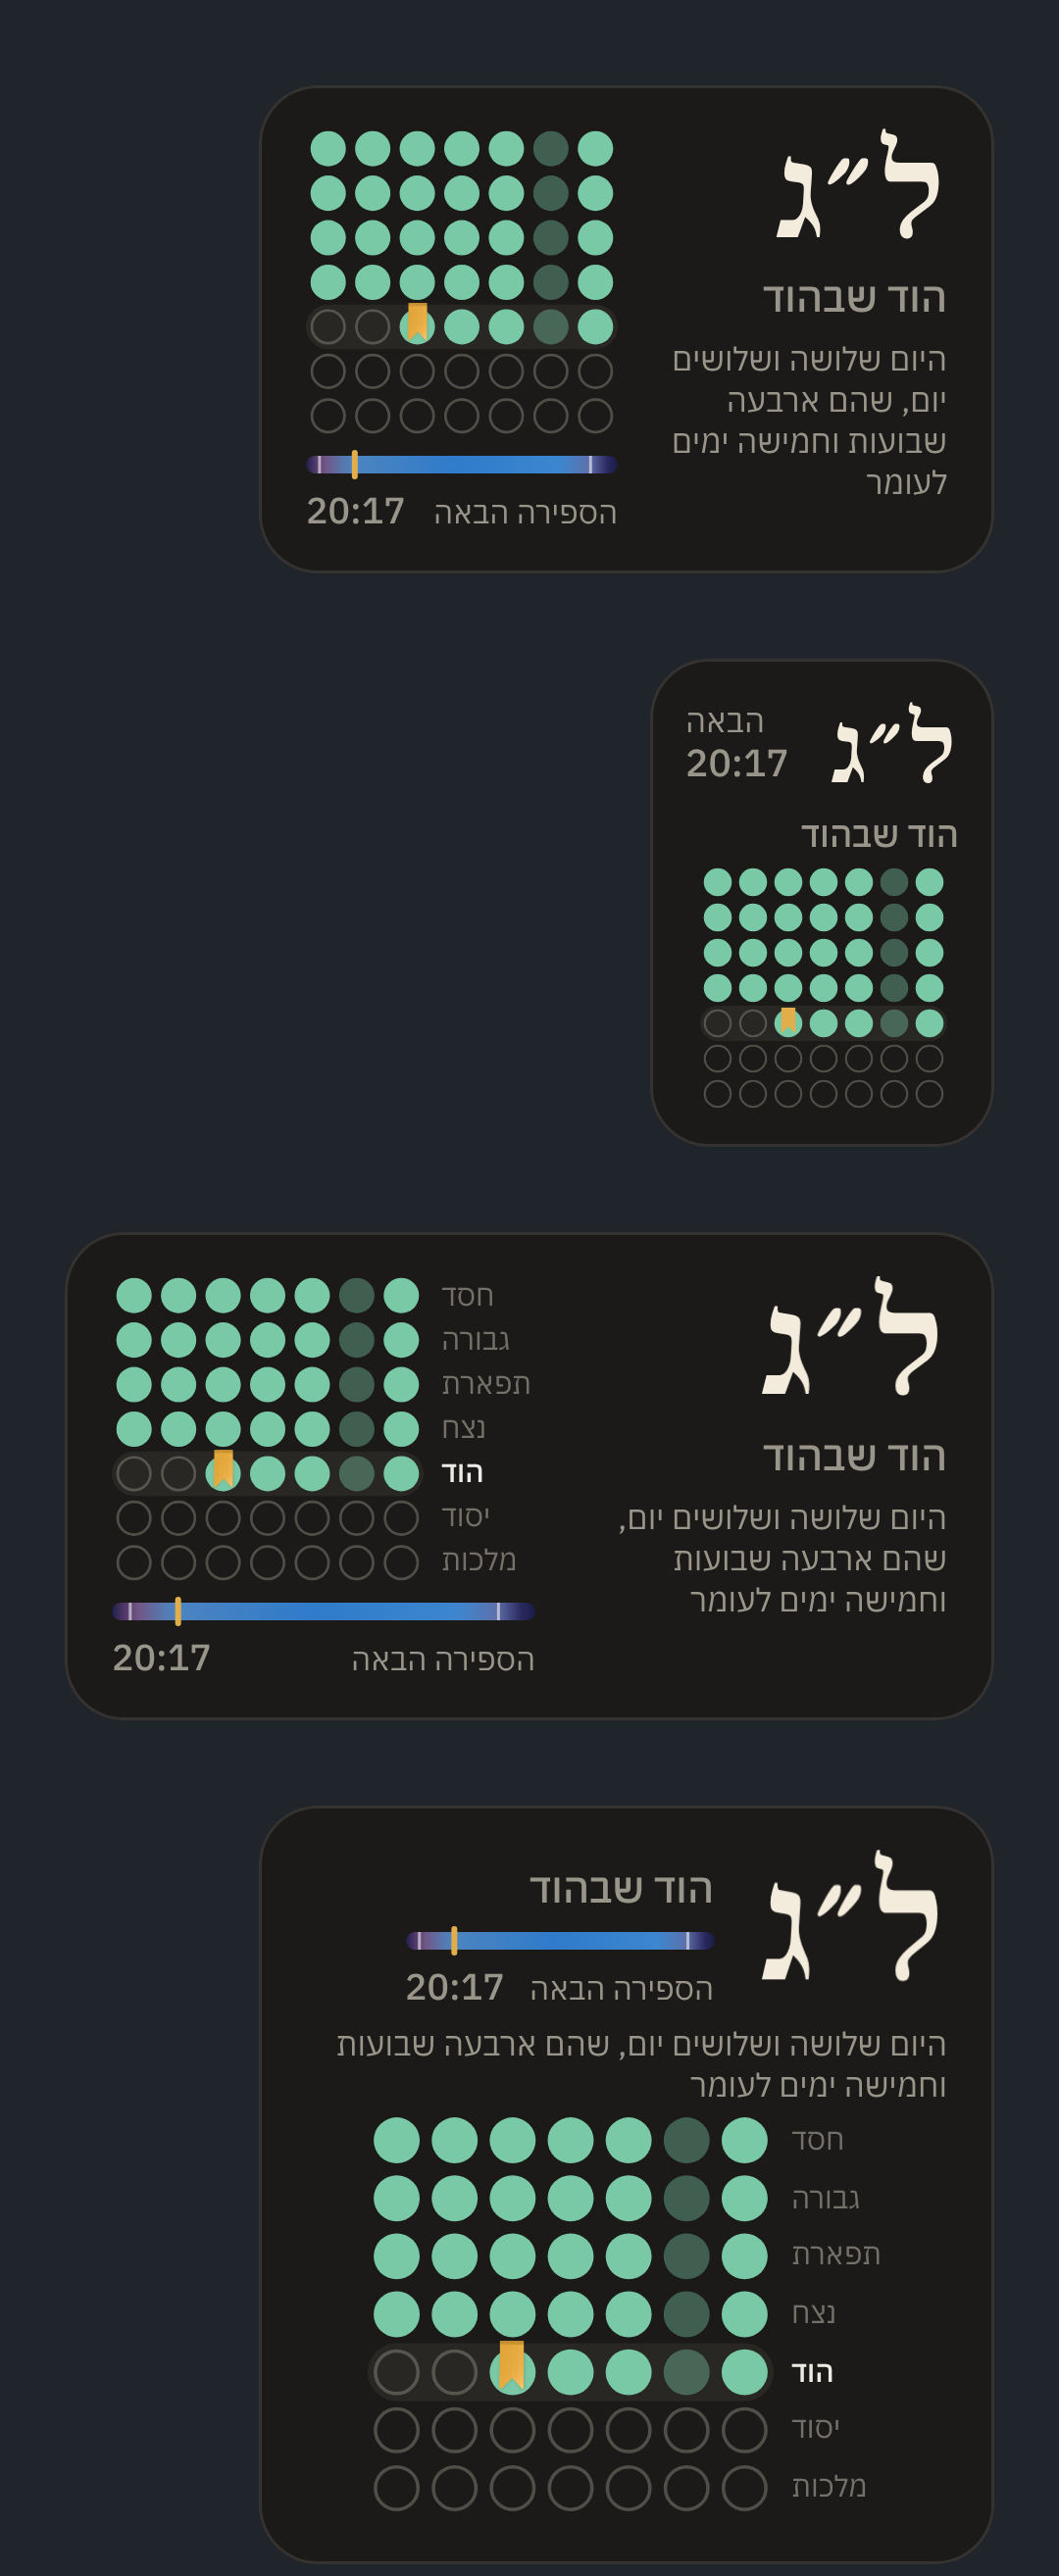 ל״ג
הוד שבהוד
היום שלושה ושלושים
יום, שהם ארבעה
שבועות וחמישה ימים
לעומר
הספירה הבאה 20:17
ל״ג
הבאה
20:17
הוד שבהוד
ל״ג
הוד שבהוד
היום שלושה ושלושים יום,
שהם ארבעה שבועות
וחמישה ימים לעומר
חסד
גבורה
תפארת
נצח
הוד
יסוד
מלכות
הספירה הבאה 20:17
ל״ג
הוד שבהוד
הספירה הבאה 20:17
היום שלושה ושלושים יום, שהם ארבעה שבועות
וחמישה ימים לעומר
חסד
גבורה
תפארת
נצח
הוד
יסוד
מלכות